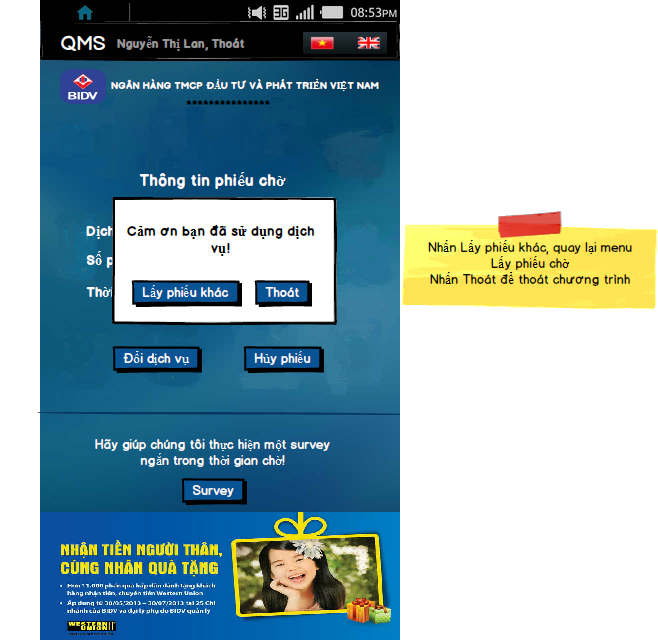 3G 08:53PM
QMS Nguyễn Thị Lan, Thoát
BIDV
NGÂN HÀNG TMCP ĐẦU TƯ VÀ PHÁT TRIỂN VIỆT NAM
Thông tin phiếu chờ
Dịch
Số p
Thời
Cảm ơn bạn đã sử dụng dịch
vụ!
Lấy phiếu khác Thoát
Nhấn Lấy phiếu khác, quay lại menu
Lấy phiếu chờ
Nhấn Thoát để thoát chương trình
Đổi dịch vụ Hủy phiếu
Hãy giúp chúng tôi thực hiện một survey
ngắn trong thời gian chờ!
Survey
NHẬN TIỀN NGƯỜI THÂN,
CÙNG NHẬN QUÀ TẶNG
• Hơn 11.000 phần quà hấp dẫn dành tặng khách
hàng nhận tiền, chuyển tiền Western Union
• Áp dụng từ 30/05/2013 – 30/07/2013 tại 25 Chi
nhánh của BIDV và đại lý phụ do BIDV quản lý
WESTERN
UNION